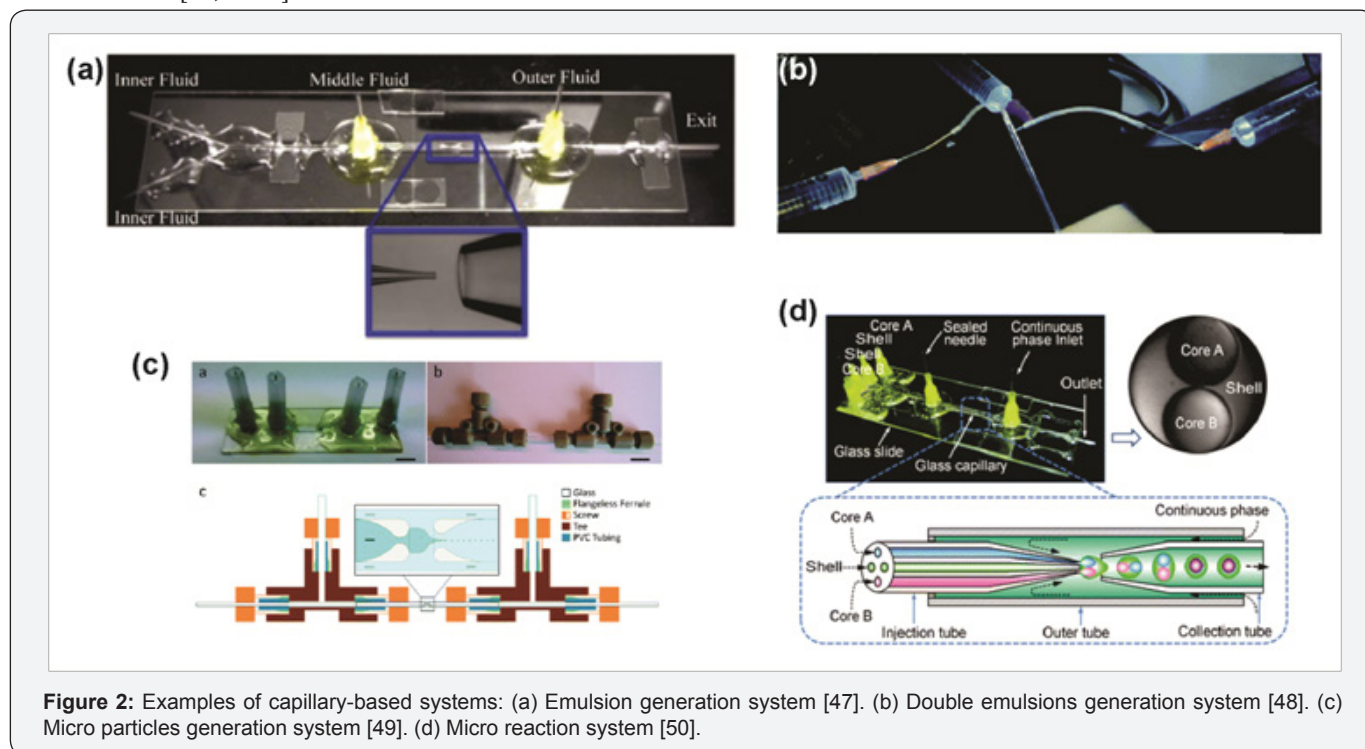 (a)
Inner Fluid
Middle Fluid
Outer Fluid
Exit
Inner Fluid
(b)
(c)
a
b
c
Glass
Flangeless Ferrule
Screw
Tee
PVC Tubing
(d)
Core A
Shell
Shell
Core B
Sealed
needle
Continuous
phase Inlet
Outlet
Glass slide
Glass capillary
Core A
Shell
Core B
Core A
Shell
Core B
Injection tube
Outer tube
Continuous phase
Collection tube
Figure 2: Examples of capillary-based systems: (a) Emulsion generation system [47]. (b) Double emulsions generation system [48]. (c)
Micro particles generation system [49]. (d) Micro reaction system [50].